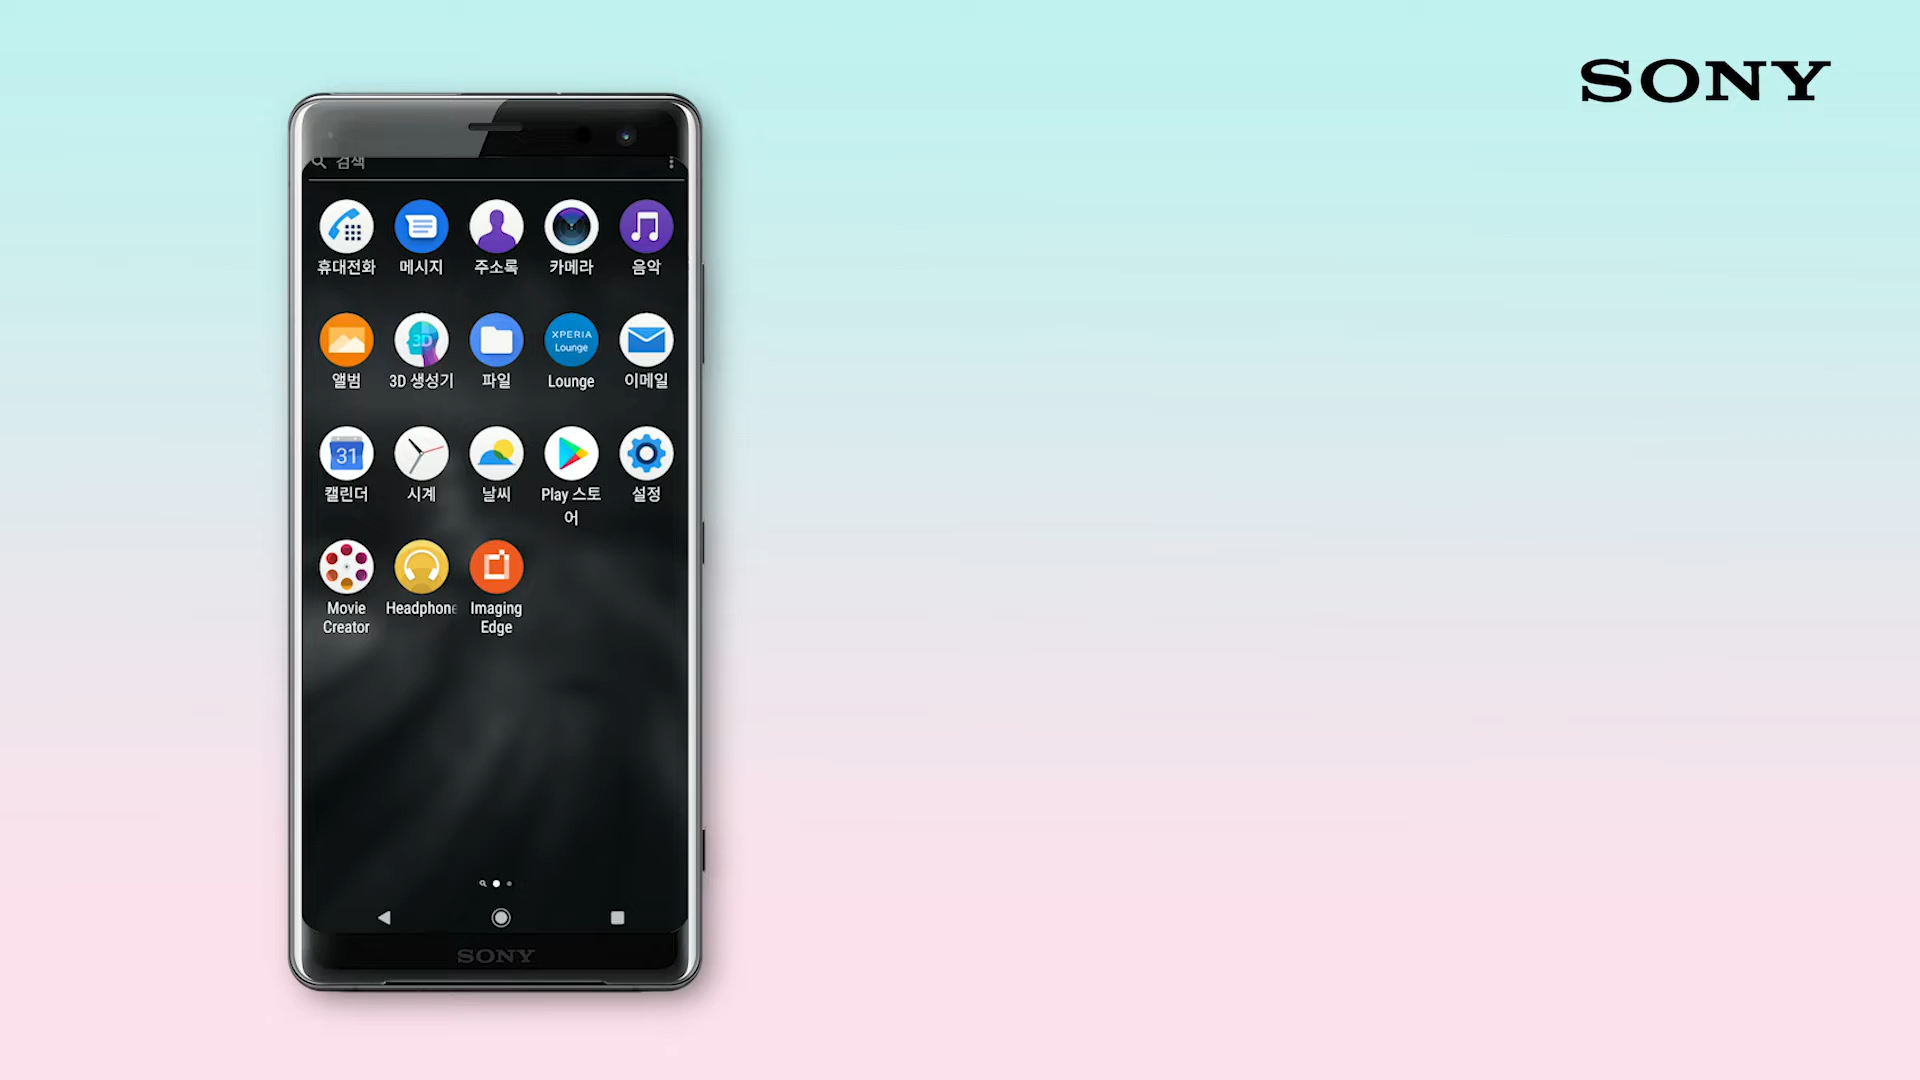 SONY
검색
휴대전화 메시지 주소록 카메라 음악
3D
XPERIA
Lounge
앨범 3D 생성기 파일 Lounge 이메일
31
캘린더 시계 날씨 Play 스토어 설정
Movie Creator Headphone Imaging Edge
SONY